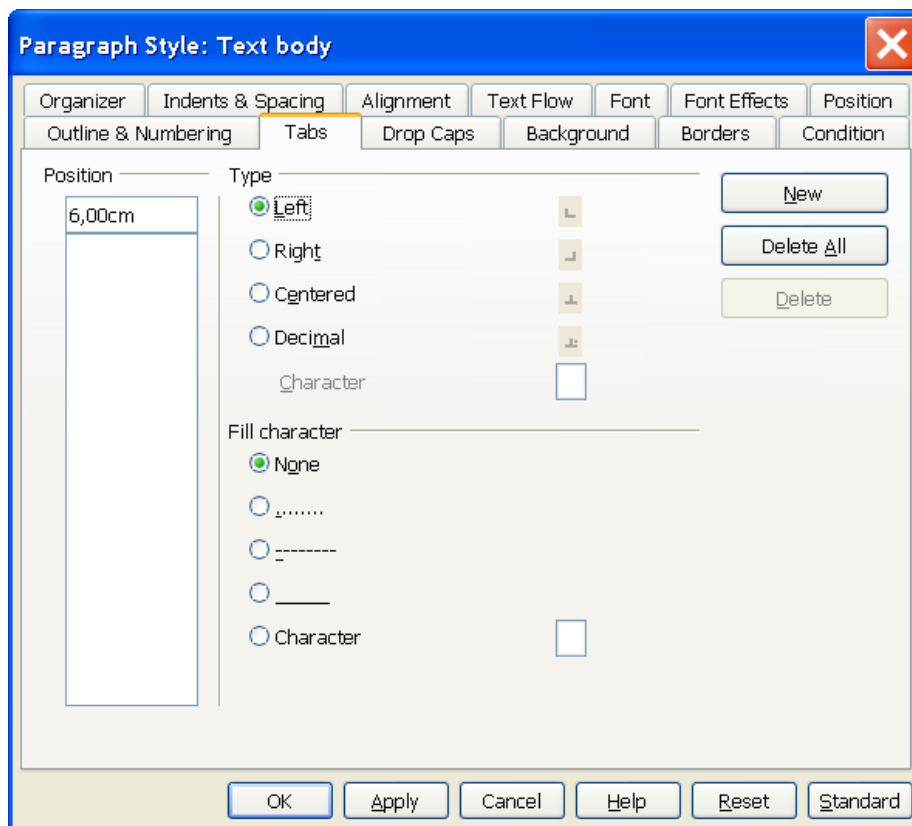 Paragraph Style: Text body
Organizer Indents & Spacing Alignment Text Flow Font Font Effects Position
Outline & Numbering Tabs Drop Caps Background Borders Condition
Position Type
6,00cm
Left
Right
Centered
Decimal
Character
New
Delete All
Delete
Fill character
None
........
--------
_____
Character
OK Apply Cancel Help Reset Standard